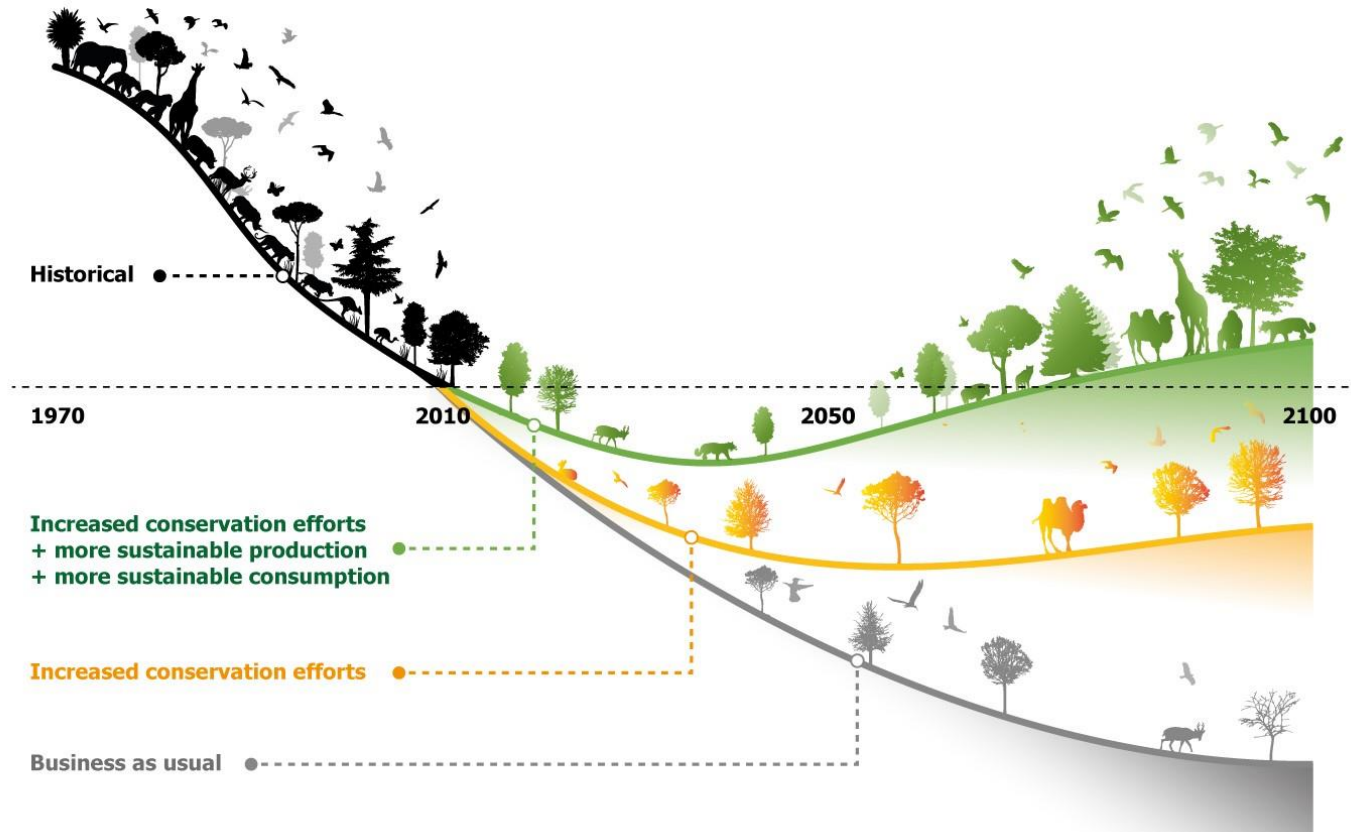 Historical
1970
2010
2050
2100
Increased conservation efforts
+ more sustainable production
+ more sustainable consumption
Increased conservation efforts
Business as usual